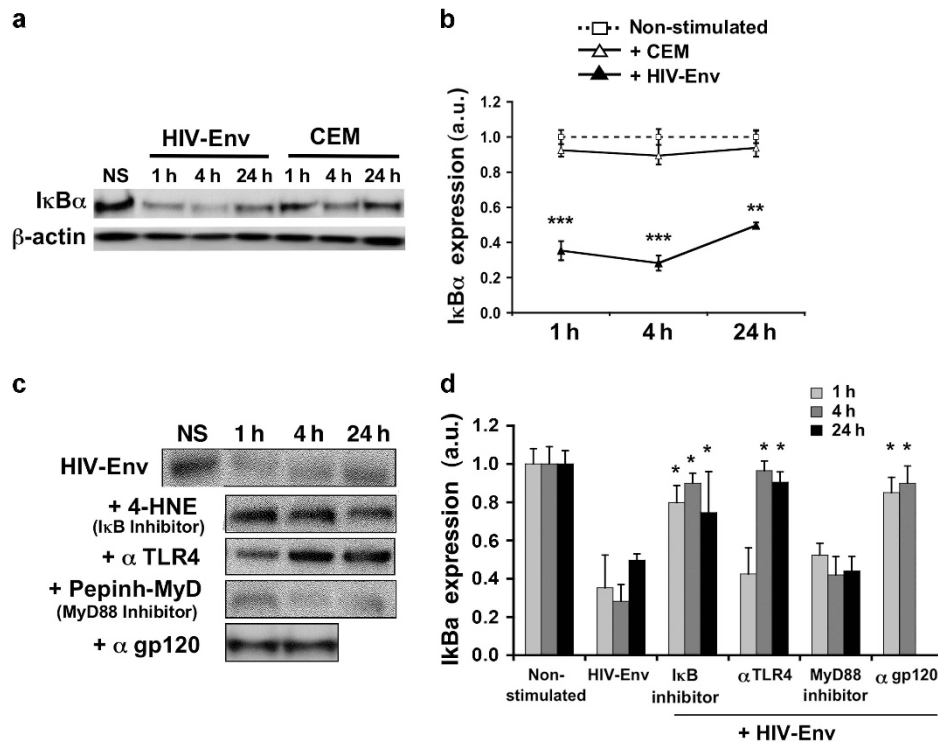 a
HIV-Env CEM
NS 1 h 4 h 24 h 1 h 4 h 24 h
IκBα
β-actin
b
Non-stimulated
+ CEM
+ HIV-Env
IκBα expression (a.u.)
1.2
1.0
0.8
0.6
0.4
0.2
0.0
***
***
**
1 h 4 h 24 h
c
NS 1 h 4 h 24 h
HIV-Env
+ 4-HNE
(IκB Inhibitor)
+ α TLR4
+ Pepinh-MyD
(MyD88 Inhibitor)
+ α gp120
d
1 h
4 h
24 h
IkBa expression (a.u.)
1.2
1.0
0.8
0.6
0.4
0.2
0.0
* * * * * * *
Non-
stimulated
HIV-Env
IκB
inhibitor
αTLR4
MyD88
inhibitor
α gp120
+ HIV-Env